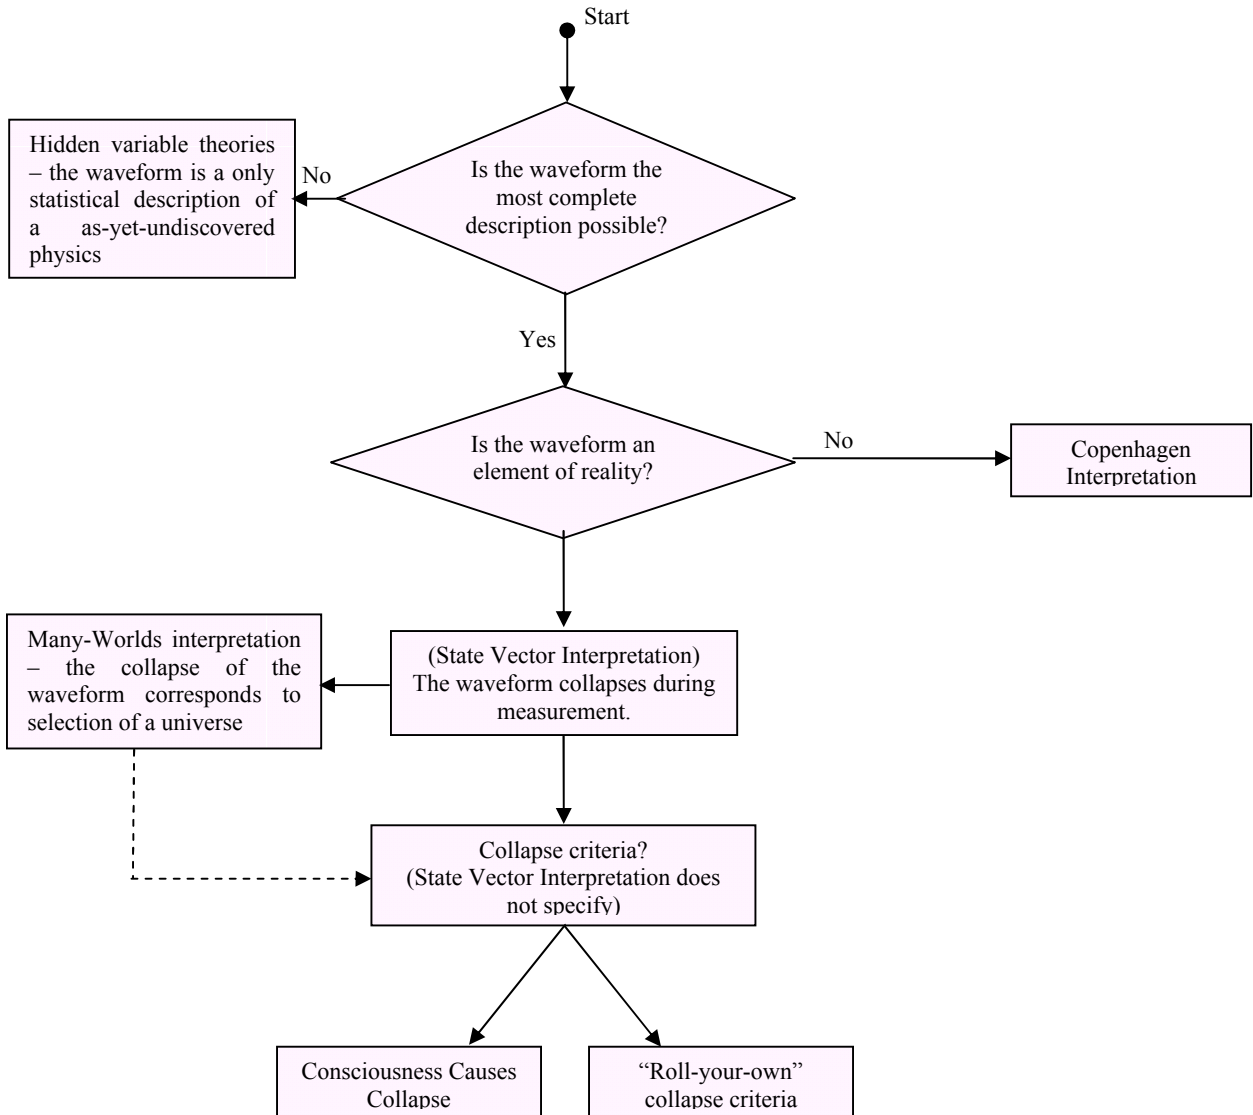 Start
Is the waveform the
most complete
description possible?
No
Hidden variable theories
– the waveform is a only
statistical description of
a as-yet-undiscovered
physics
Yes
Is the waveform an
element of reality?
No
Copenhagen
Interpretation
(State Vector Interpretation)
The waveform collapses during
measurement.
Many-Worlds interpretation
– the collapse of the
waveform corresponds to
selection of a universe
Collapse criteria?
(State Vector Interpretation does
not specify)
Consciousness Causes
Collapse
“Roll-your-own”
collapse criteria